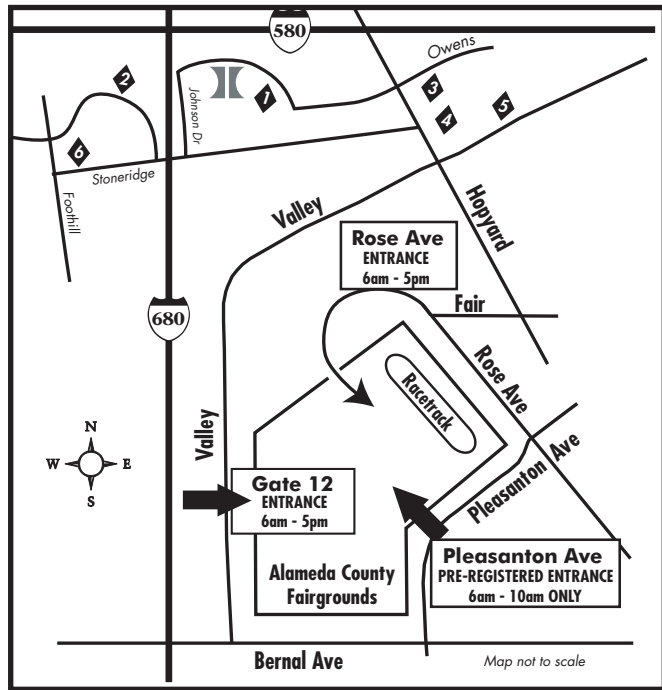 580
Owens
2
1
3
4
5
Johnson Dr
6
Stoneridge
Foothill
Valley
Hopyard
Rose Ave
ENTRANCE
6am - 5pm
Fair
680
Rose Ave
Racetrack
N
W E
S
Valley
Gate 12
ENTRANCE
6am - 5pm
Pleasanton Ave
Pleasanton Ave
PRE-REGISTERED ENTRANCE
6am - 10am ONLY
Alameda County
Fairgrounds
Bernal Ave
Map not to scale